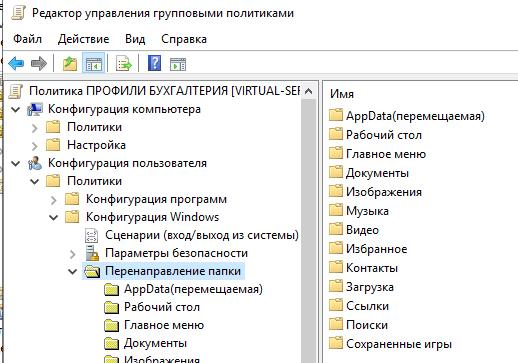 Редактор управления групповыми политиками
Файл Действие Вид Справка
Политика ПРОФИЛИ БУХГАЛТЕРИЯ [VIRTUAL-SEF
Конфигурация компьютера
Политики
Настройка
Конфигурация пользователя
Политики
Конфигурация программ
Конфигурация Windows
Сценарии (вход/выход из системы)
Параметры безопасности
Перенаправление папки
AppData(перемещаемая)
Рабочий стол
Главное меню
Документы
Изображения
Имя
AppData(перемещаемая)
Рабочий стол
Главное меню
Документы
Изображения
Музыка
Видео
Избранное
Контакты
Загрузка
Ссылки
Поиски
Сохраненные игры